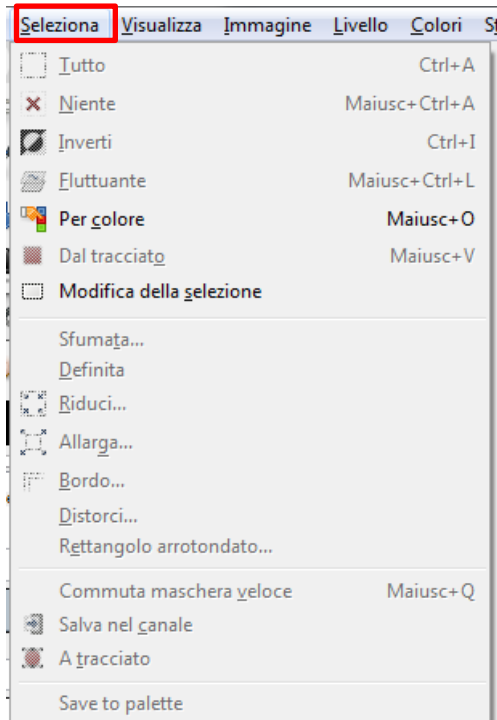 Seleziona Visualizza Immagine Livello Colori
Tutto Ctrl+A
Niente Maiusc+Ctrl+A
Inverti Ctrl+I
Fluttuante Maiusc+Ctrl+L
Per colore Maiusc+O
Dal tracciato Maiusc+V
Modifica della selezione
Sfumata...
Definita
Riduci...
Allarga...
Bordo...
Distorci...
Rettangolo arrotondato...
Commuta maschera veloce Maiusc+Q
Salva nel canale
A tracciato
Save to palette